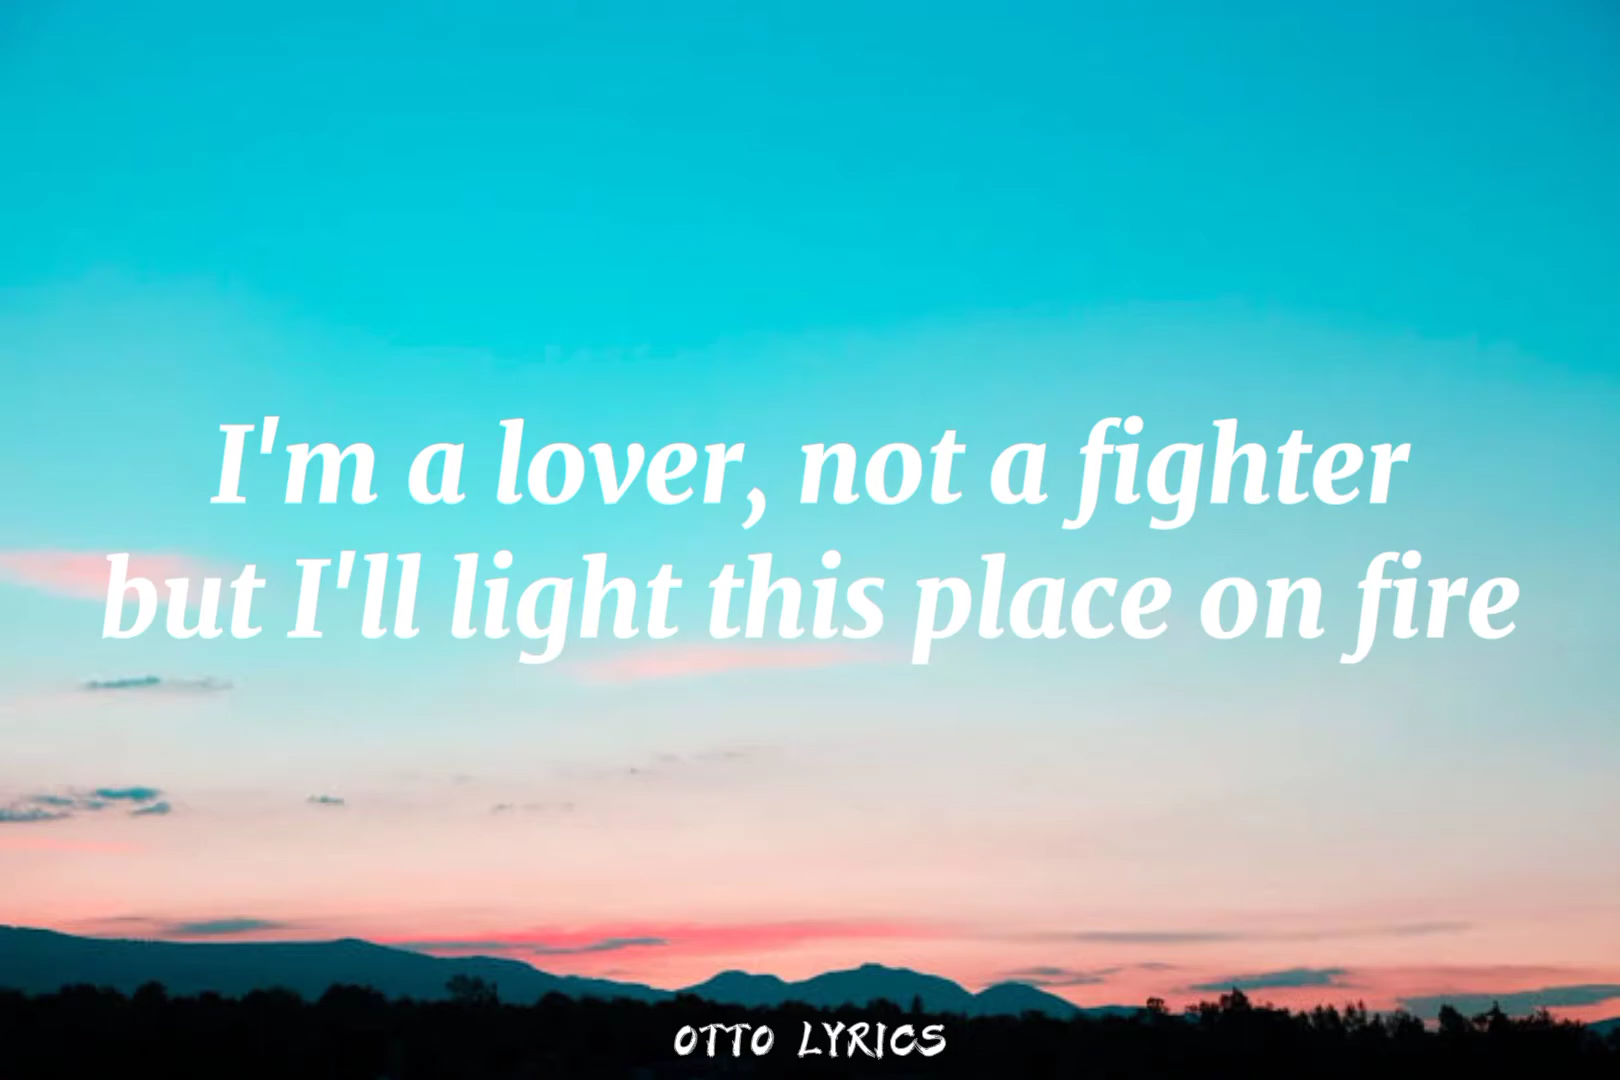 I'm a lover, not a fighter
but I'll light this place on fire
OTTO LYRICS